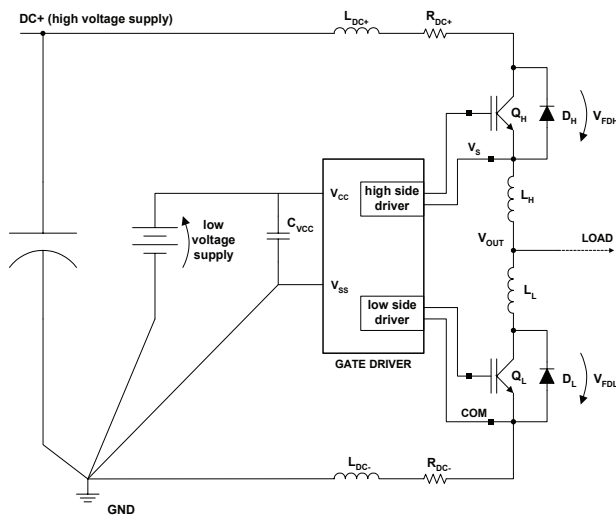 DC+ (high voltage supply)
LDC+
RDC+
QH
DH
VFDH
VS
VCC
high side
driver
LH
low
voltage
supply
CVCC
VOUT
LOAD
VSS
low side
driver
LL
GATE DRIVER
QL
DL
VFDL
COM
LDC-
RDC-
GND